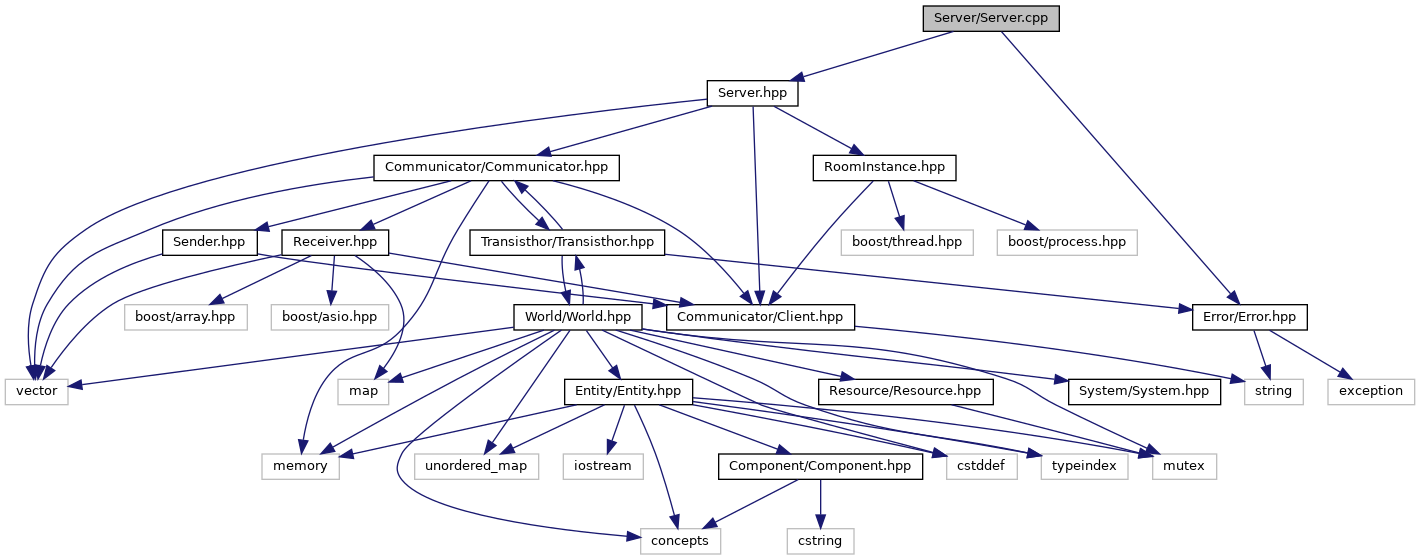 Server/Server.cpp
Server.hpp
Communicator/Communicator.hpp
RoomInstance.hpp
Sender.hpp
Receiver.hpp
Transisthor/Transisthor.hpp
boost/thread.hpp
boost/process.hpp
boost/array.hpp
boost/asio.hpp
World/World.hpp
Communicator/Client.hpp
Error/Error.hpp
vector
map
Entity/Entity.hpp
Resource/Resource.hpp
System/System.hpp
string
exception
memory
unordered_map
iostream
Component/Component.hpp
cstddef
typeindex
mutex
concepts
cstring